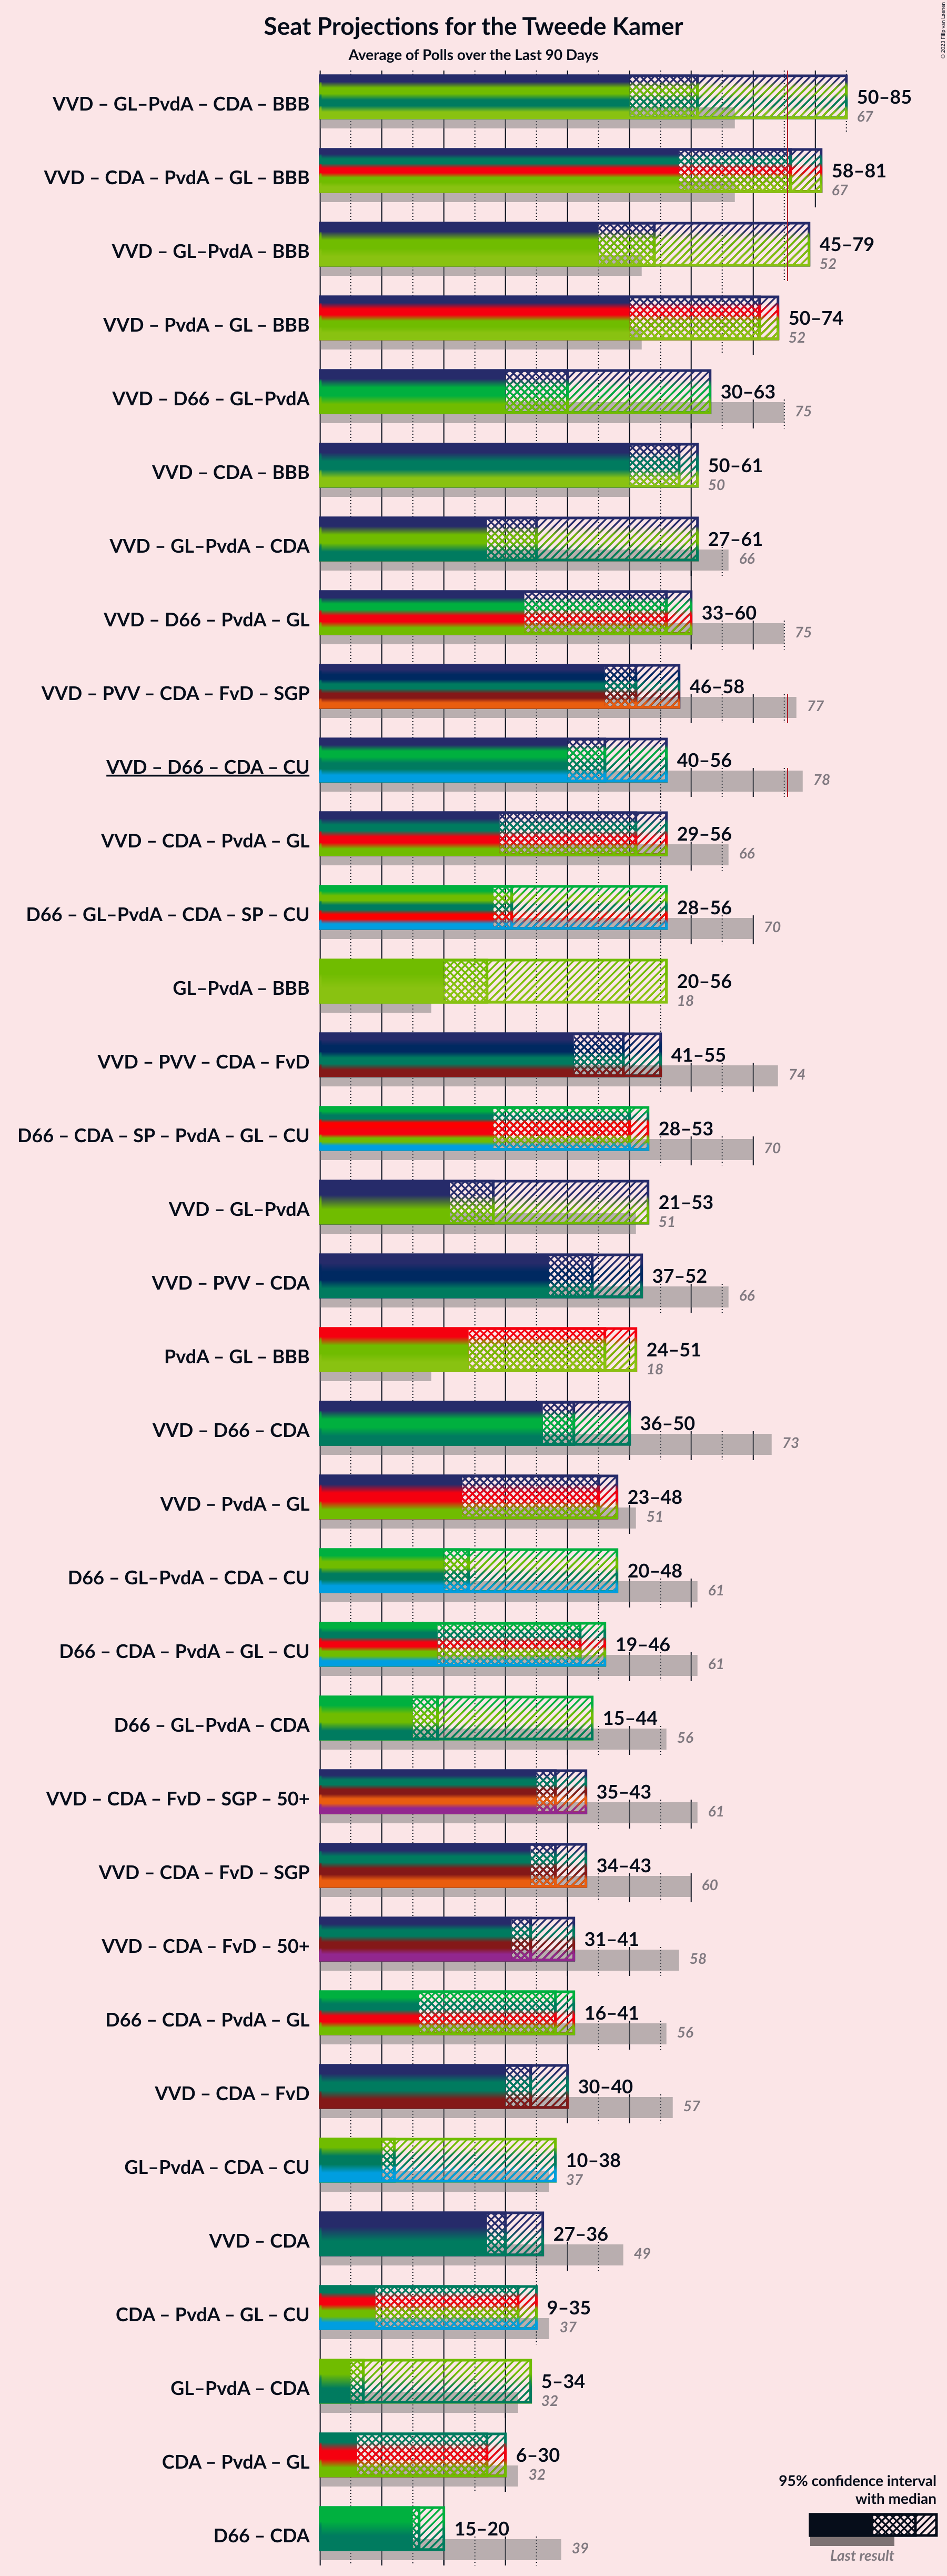 Seat Projections for the Tweede Kamer
Average of Polls over the Last 90 Days
VVD – GL–PvdA – CDA – BBB
50–85
67
VVD – CDA – PvdA – GL – BBB
58–81
67
VVD – GL–PvdA – BBB
45–79
52
VVD – PvdA – GL – BBB
50–74
52
VVD – D66 – GL–PvdA
30–63
75
VVD – CDA – BBB
50–61
50
VVD – GL–PvdA – CDA
27–61
66
VVD – D66 – PvdA – GL
33–60
75
VVD – PVV – CDA – FvD – SGP
46–58
77
VVD – D66 – CDA – CU
40–56
78
VVD – CDA – PvdA – GL
29–56
66
D66 – GL–PvdA – CDA – SP – CU
28–56
70
GL–PvdA – BBB
20–56
18
VVD – PVV – CDA – FvD
41–55
74
D66 – CDA – SP – PvdA – GL – CU
28–53
70
VVD – GL–PvdA
21–53
51
VVD – PVV – CDA
37–52
66
PvdA – GL – BBB
24–51
18
VVD – D66 – CDA
36–50
73
VVD – PvdA – GL
23–48
51
D66 – GL–PvdA – CDA – CU
20–48
61
D66 – CDA – PvdA – GL – CU
19–46
61
D66 – GL–PvdA – CDA
15–44
56
VVD – CDA – FvD – SGP – 50+
35–43
61
VVD – CDA – FvD – SGP
34–43
60
VVD – CDA – FvD – 50+
31–41
58
D66 – CDA – PvdA – GL
16–41
56
VVD – CDA – FvD
30–40
57
GL–PvdA – CDA – CU
10–38
37
VVD – CDA
27–36
49
CDA – PvdA – GL – CU
9–35
37
GL–PvdA – CDA
5–34
32
CDA – PvdA – GL
6–30
32
D66 – CDA
15–20
39
95% confidence interval
with median
Last result
© 2023 Filip van Laenen